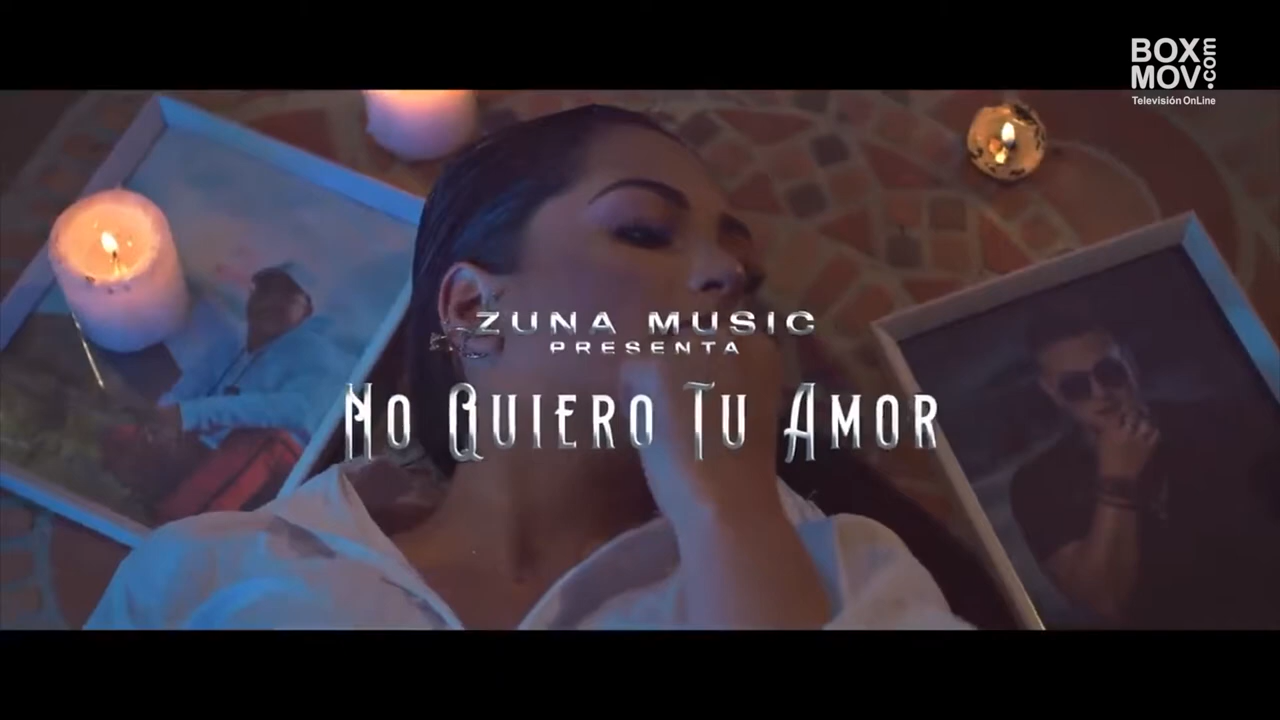 BOX
MOV.com
Televisión OnLine
ZUNA MUSIC
PRESENTA
No Quiero Tu Amor